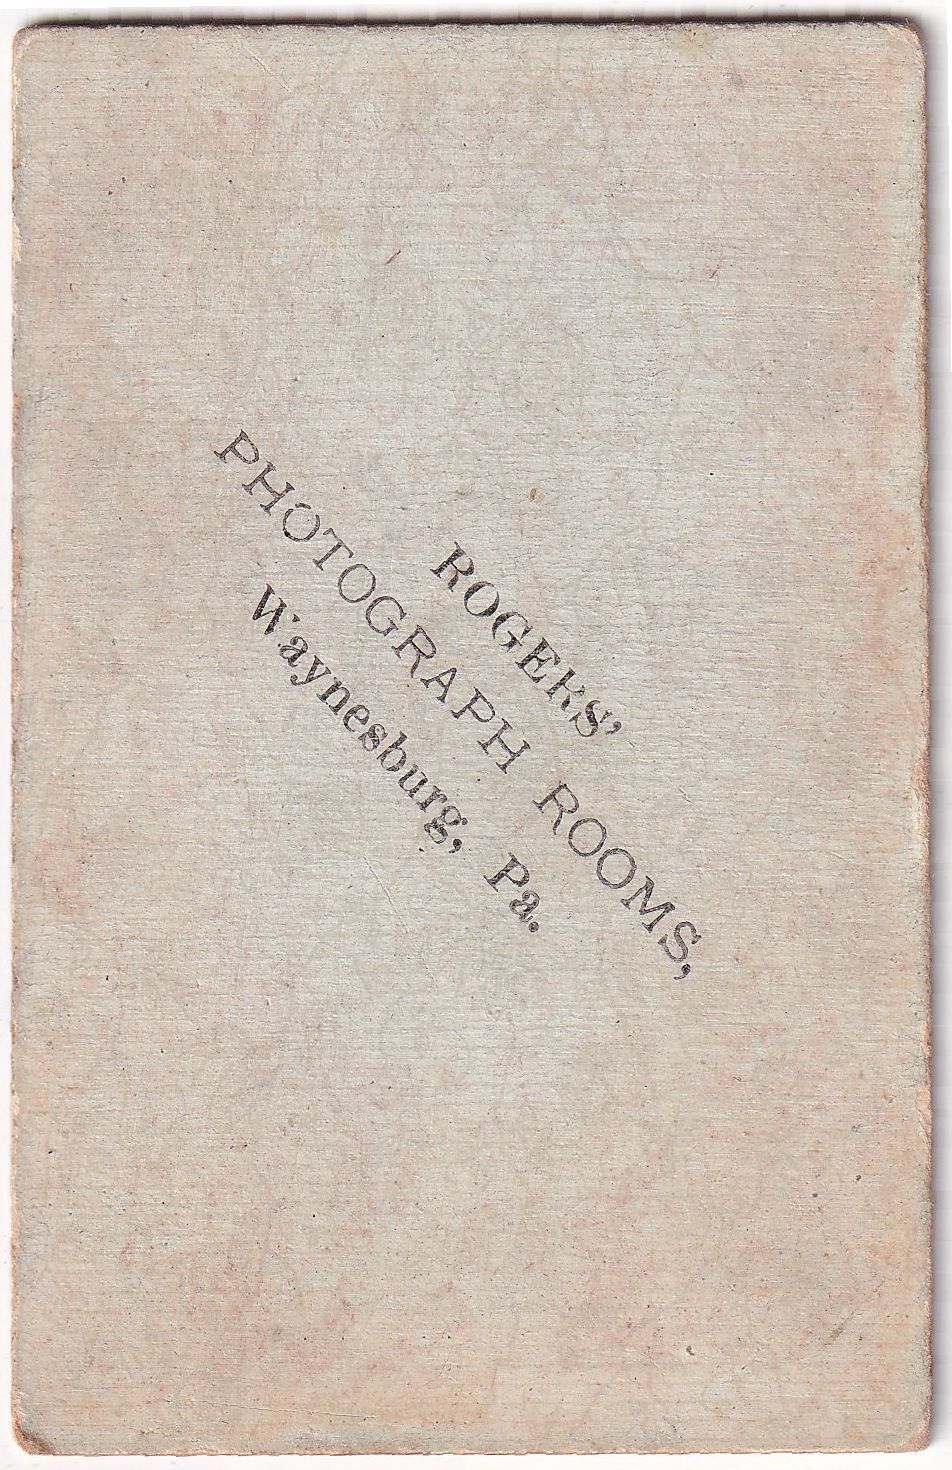 ROGERS'
PHOTOGRAPH ROOMS,
Waynesburg, Pa.